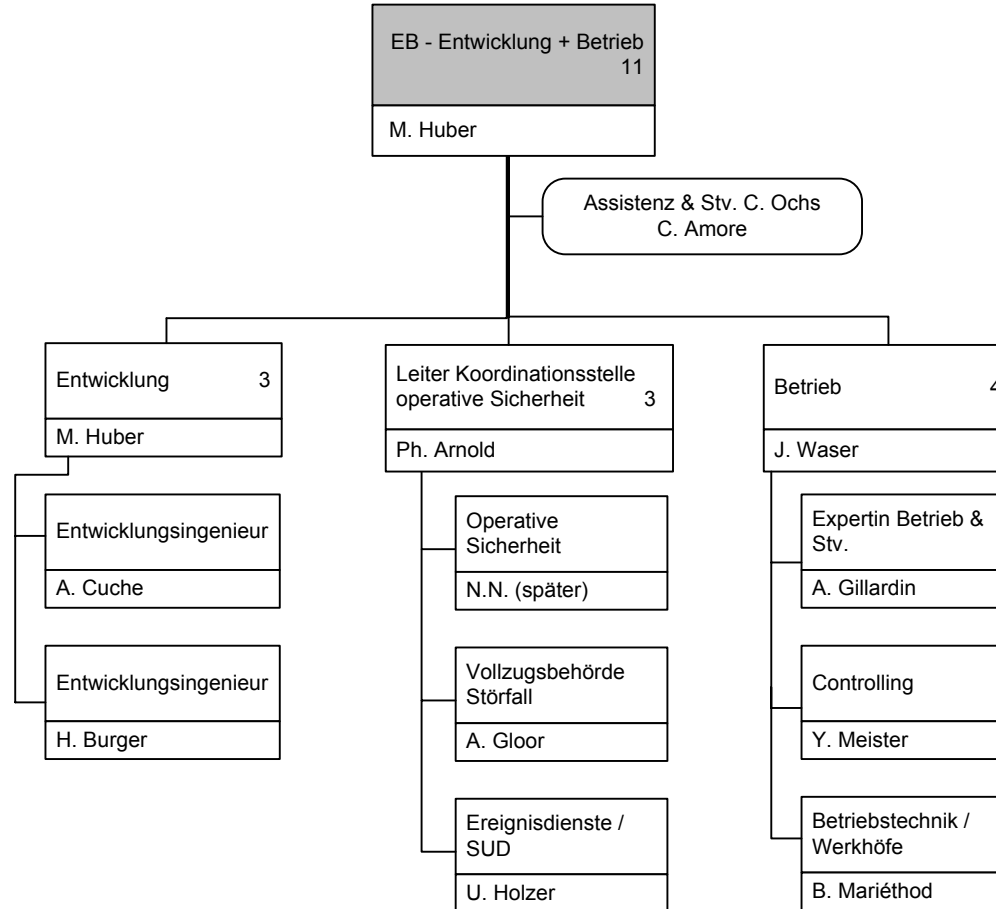 EB - Entwicklung + Betrieb
11
M. Huber
Assistenz & Stv. C. Ochs
C. Amore
Entwicklung 3
M. Huber
Entwicklungsingenieur
A. Cuche
Entwicklungsingenieur
H. Burger
Leiter Koordinationsstelle
operative Sicherheit 3
Ph. Arnold
Operative
Sicherheit
N.N. (später)
Vollzugsbehörde
Störfall
A. Gloor
Ereignisdienste /
SUD
U. Holzer
Betrieb 4
J. Waser
Expertin Betrieb &
Stv.
A. Gillardin
Controlling
Y. Meister
Betriebstechnik /
Werkhöfe
B. Mariéthod